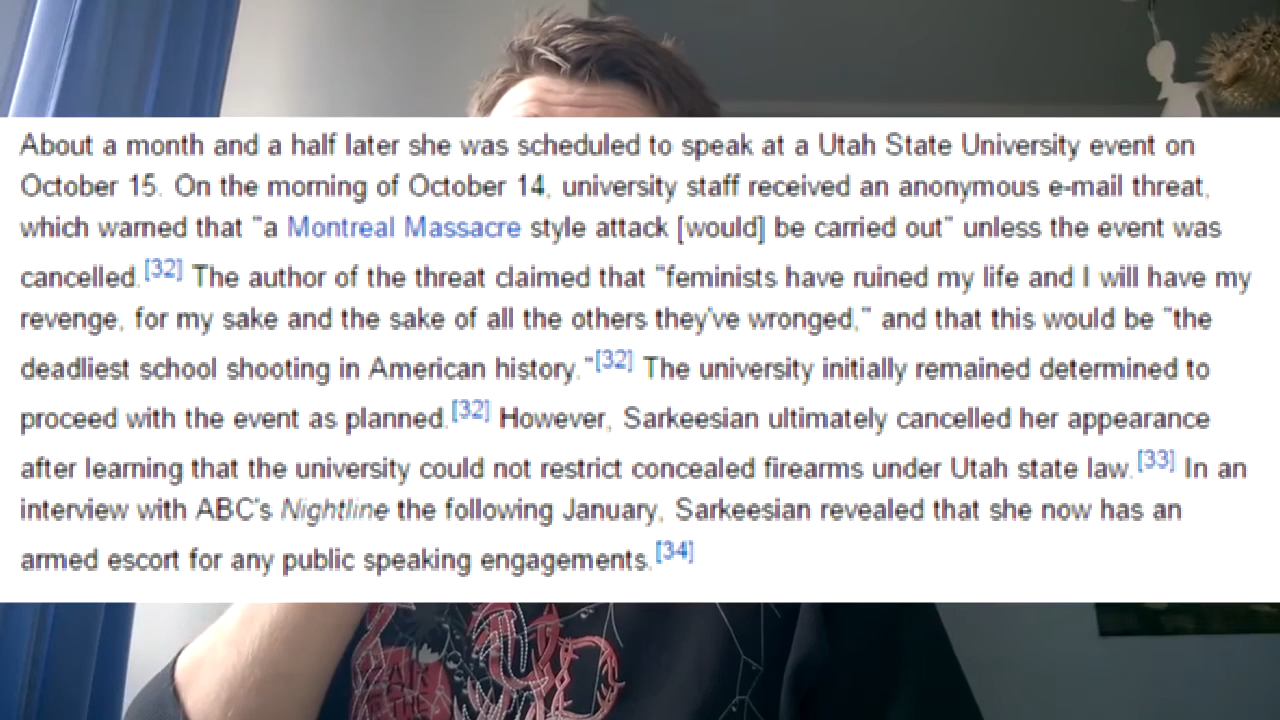 About a month and a half later she was scheduled to speak at a Utah State University event on
October 15. On the morning of October 14, university staff received an anonymous e-mail threat,
which warned that "a Montreal Massacre style attack [would] be carried out" unless the event was
cancelled.[32] The author of the threat claimed that "feminists have ruined my life and I will have my
revenge, for my sake and the sake of all the others they've wronged," and that this would be "the
deadliest school shooting in American history."[32] The university initially remained determined to
proceed with the event as planned.[32] However, Sarkeesian ultimately cancelled her appearance
after learning that the university could not restrict concealed firearms under Utah state law.[33] In an
interview with ABC's Nightline the following January, Sarkeesian revealed that she now has an
armed escort for any public speaking engagements.[34]